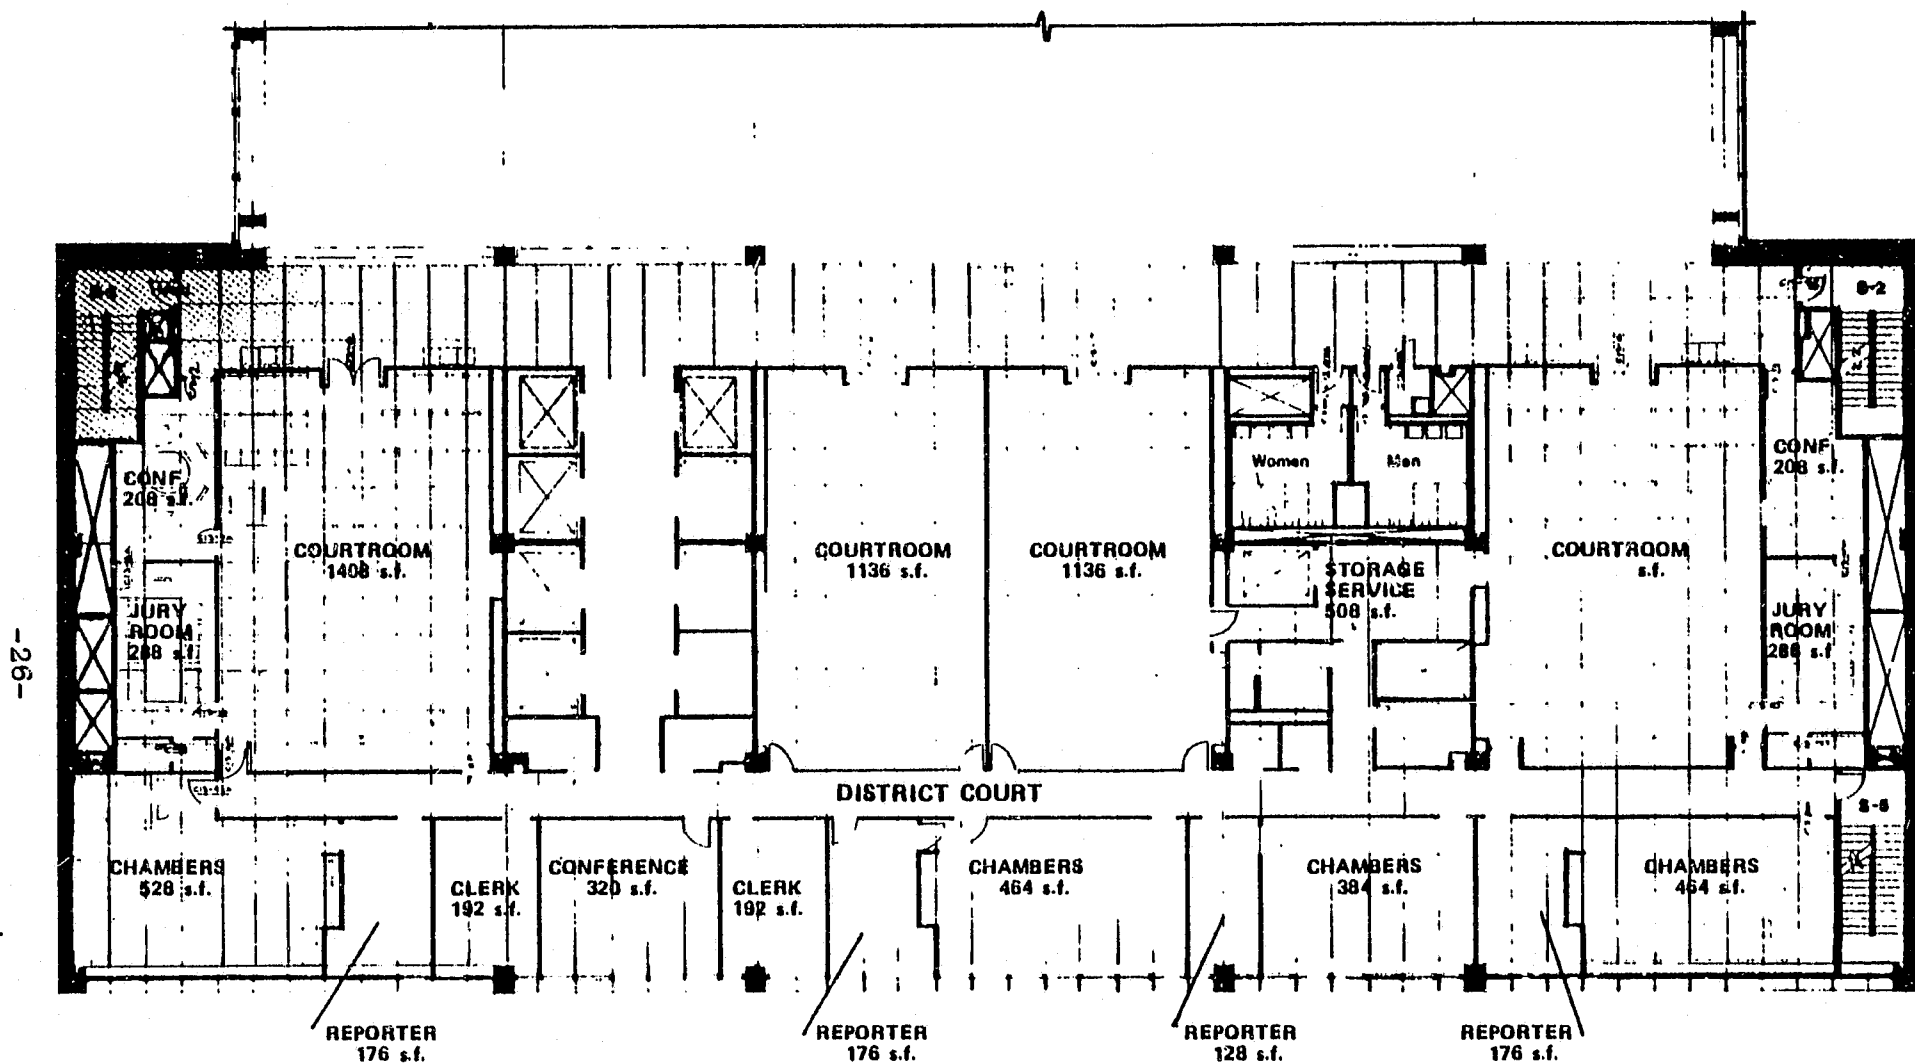 S-2
CONF.
208 s.f.
Women
Men
CONF.
208 s.f.
COURTROOM
1408 s.f.
COURTROOM
1136 s.f.
COURTROOM
1136 s.f.
STORAGE
SERVICE
508 s.f.
COURTROOM
s.f.
JURY
ROOM
288 s.f.
JURY
ROOM
288 s.f
-26-
DISTRICT COURT
S-5
CHAMBERS
528 s.f.
CLERK
192 s.f.
CONFERENCE
320 s.f.
CLERK
192 s.f.
CHAMBERS
464 s.f.
CHAMBERS
384 s.f.
CHAMBERS
464 s.f.
REPORTER
176 s.f.
REPORTER
176 s.f.
REPORTER
128 s.f.
REPORTER
176 s.f.